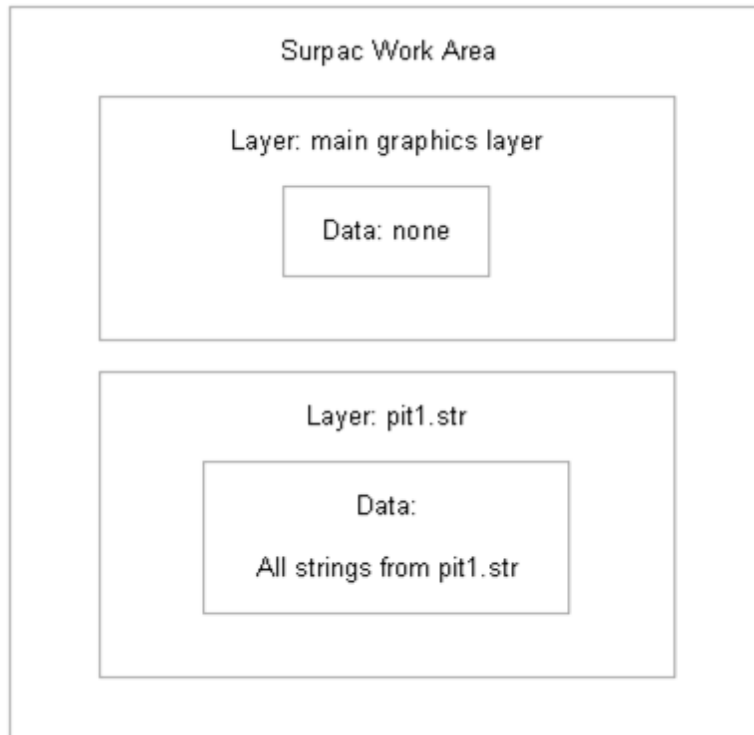 Surpac Work Area
Layer: main graphics layer
Data: none
Layer: pit1.str
Data:
All strings from pit1.str